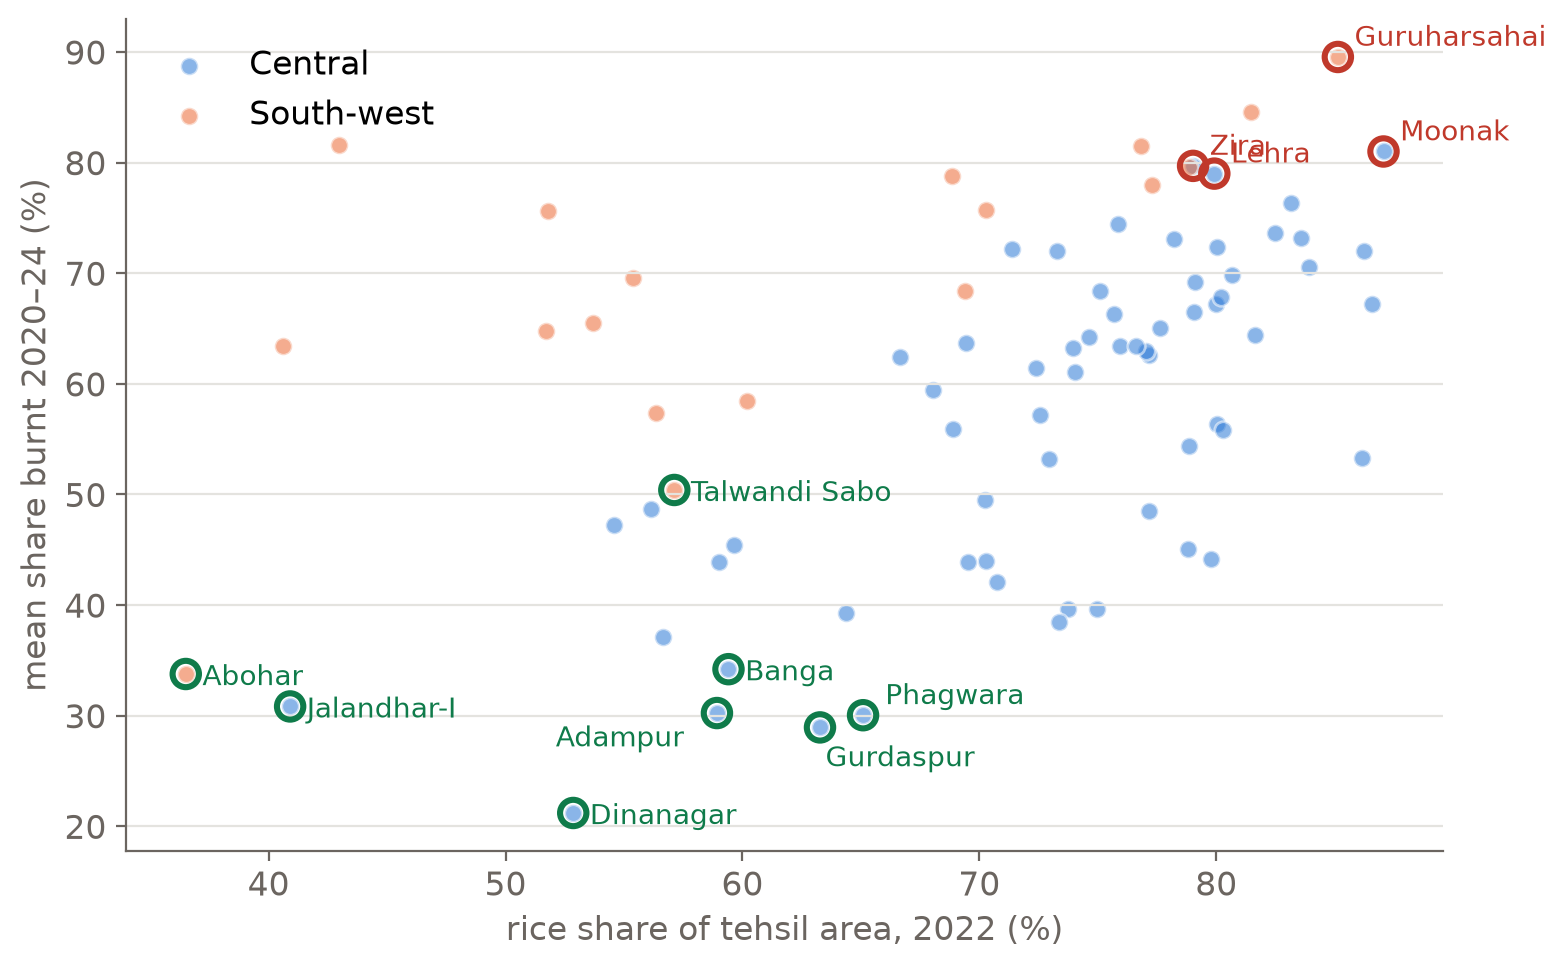 Guruharsahai
90
Central
South-west
Moonak
Zira
Lehra
80
70
60
50
Talwandi Sabo
40
Abohar
Banga
Jalandhar-I
Phagwara
30
Adampur
Gurdaspur
Dinanagar
20
mean share burnt 2020–24 (%)
40 50 60 70 80
rice share of tehsil area, 2022 (%)